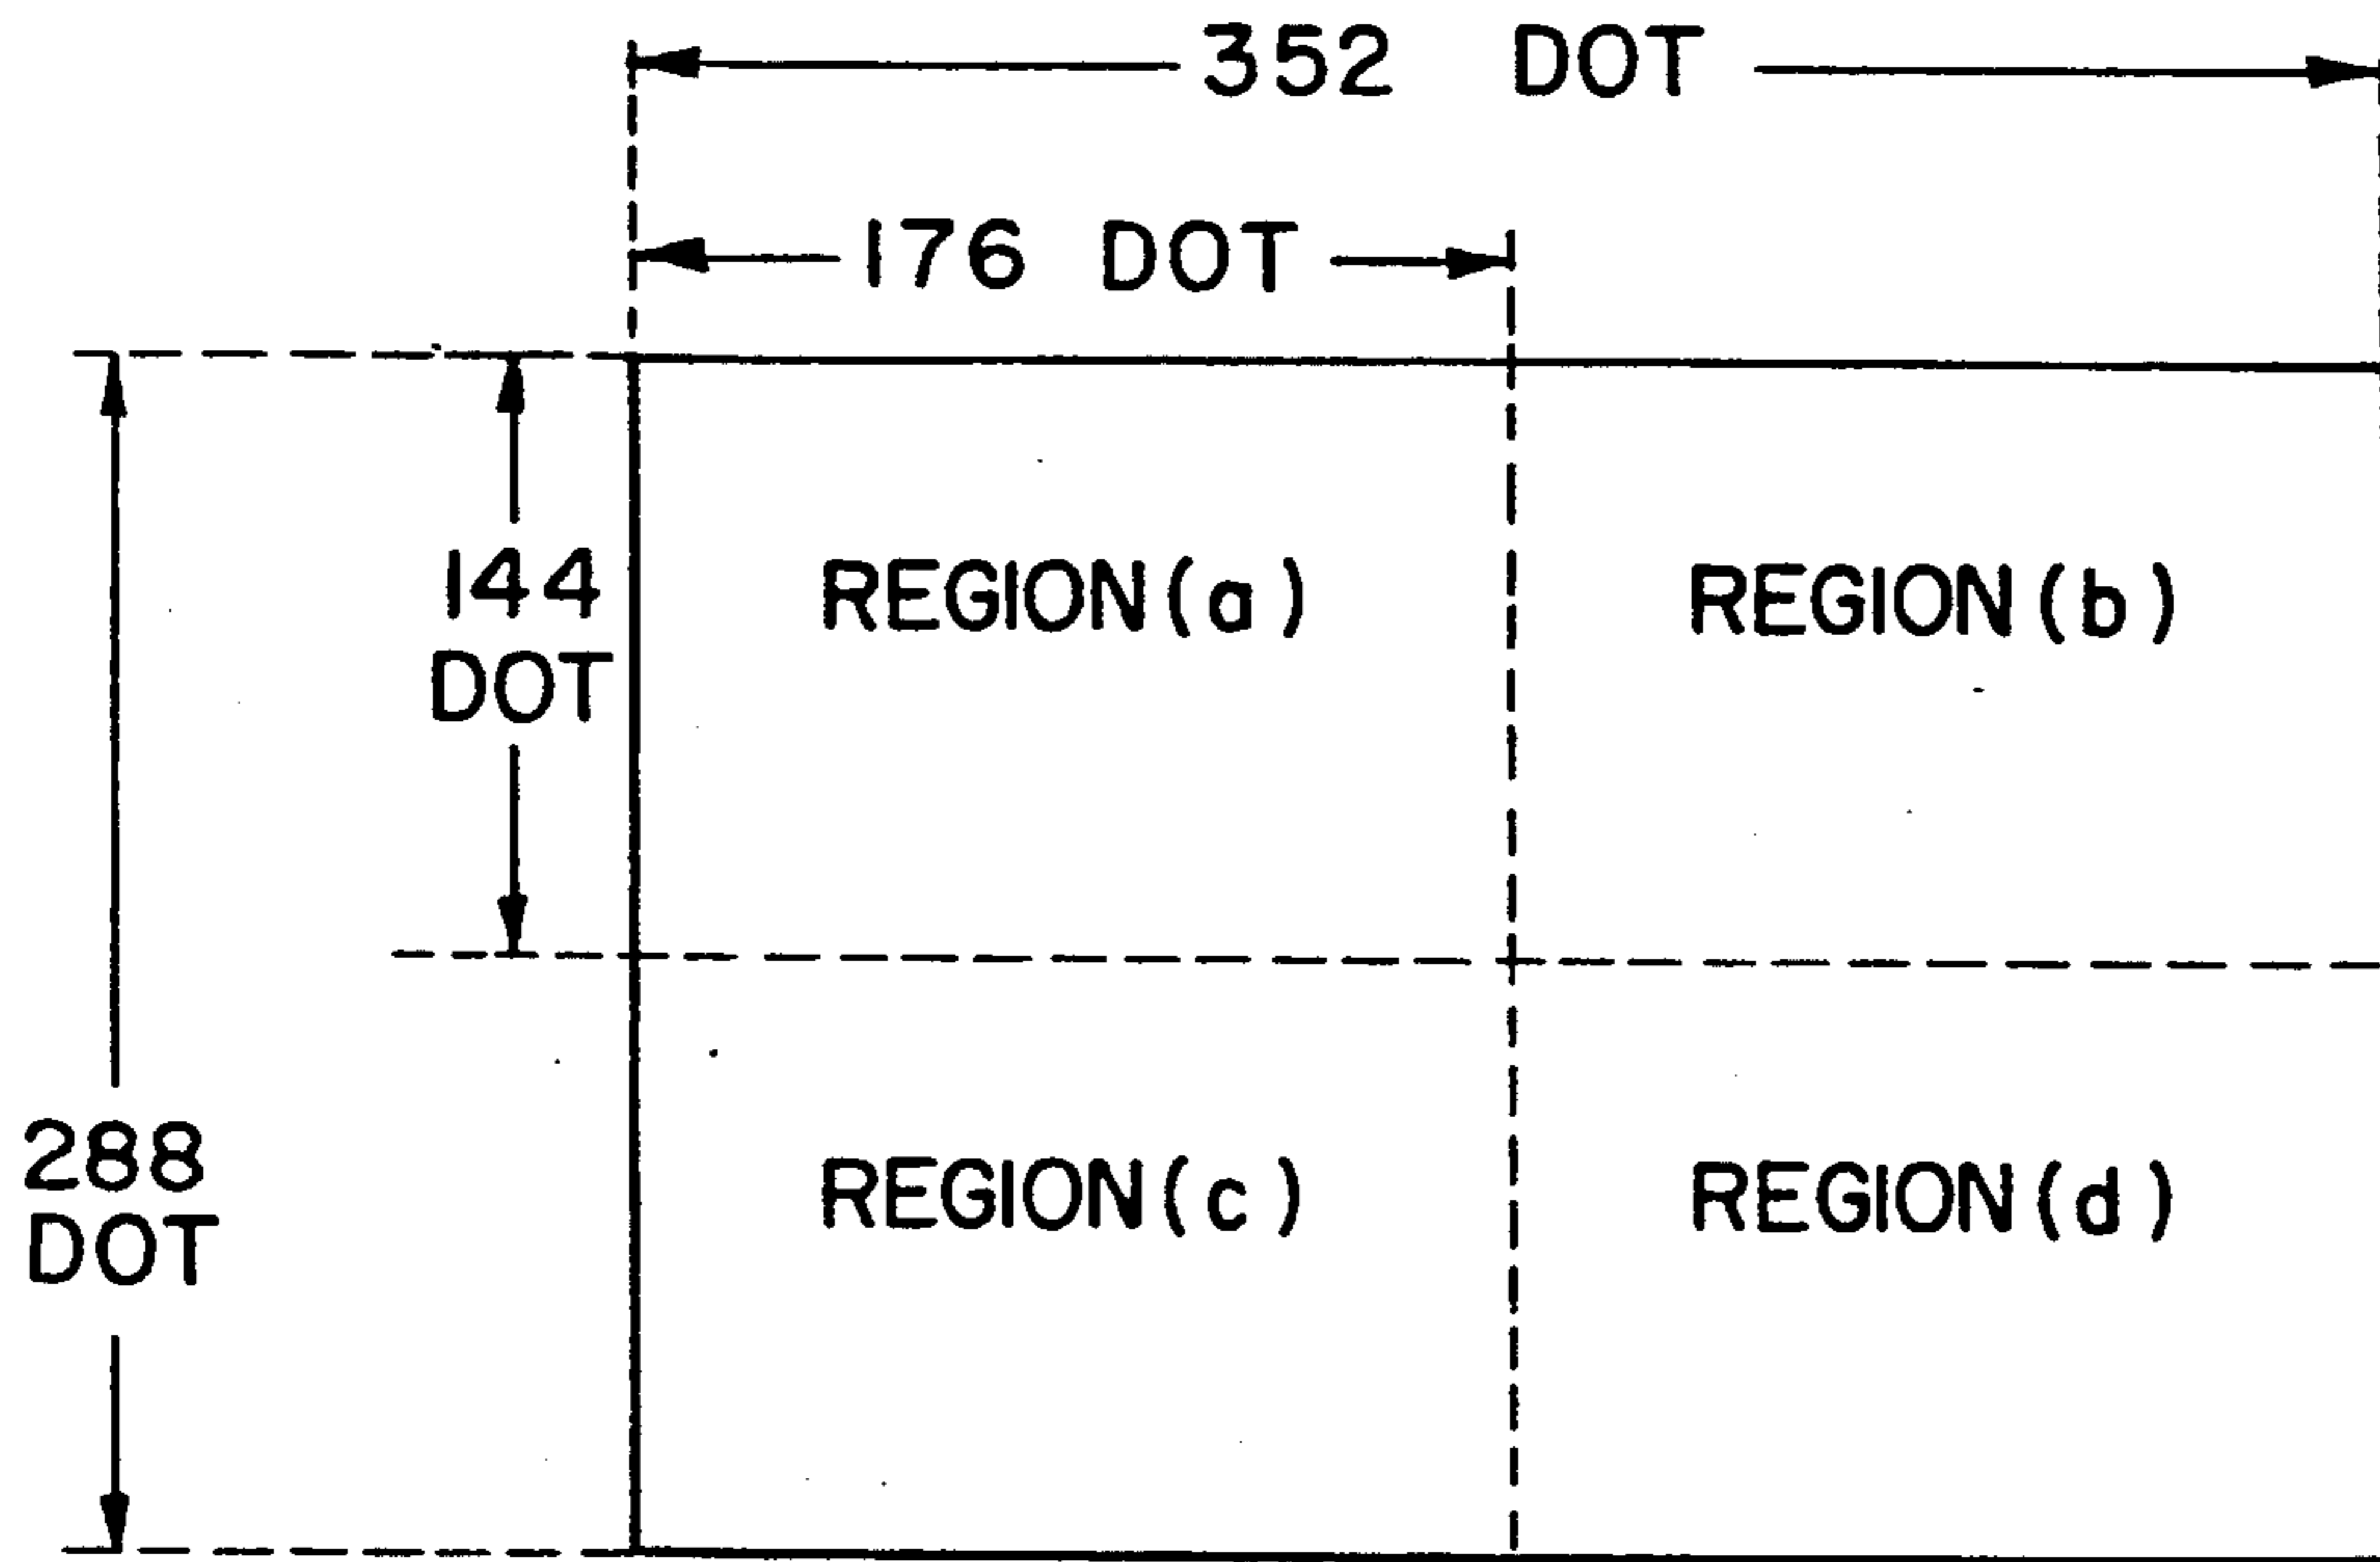 352 DOT
176 DOT
144
DOT
REGION(a)
REGION(b)
288
DOT
REGION(c)
REGION(d)